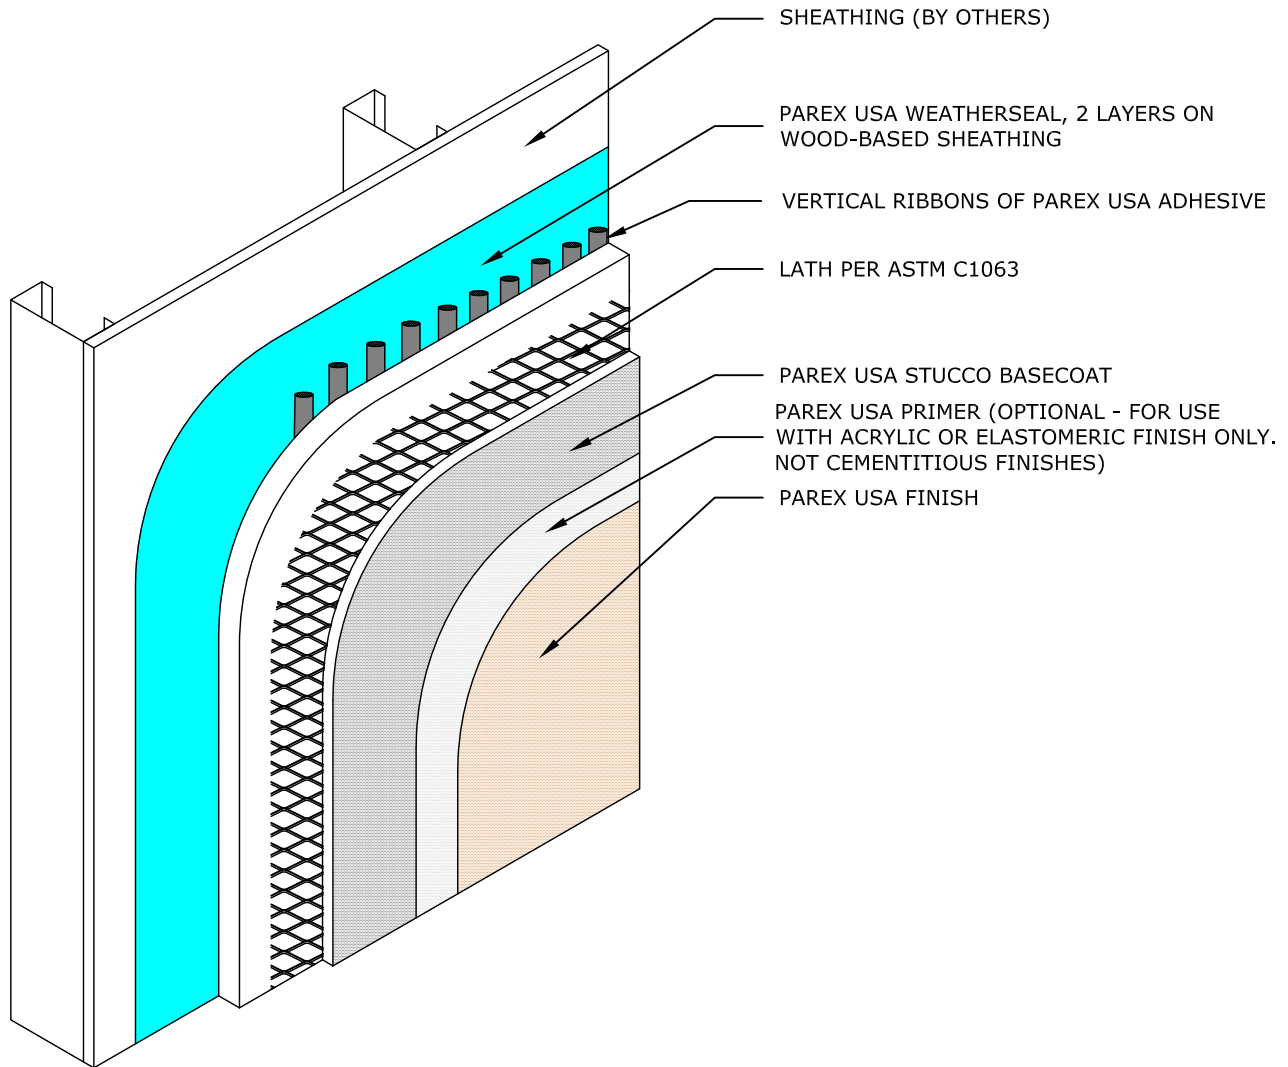 SHEATHING (BY OTHERS)
PAREX USA WEATHERSEAL, 2 LAYERS ON
WOOD-BASED SHEATHING
VERTICAL RIBBONS OF PAREX USA ADHESIVE
LATH PER ASTM C1063
PAREX USA STUCCO BASECOAT
PAREX USA PRIMER (OPTIONAL - FOR USE
WITH ACRYLIC OR ELASTOMERIC FINISH ONLY.
NOT CEMENTITIOUS FINISHES)
PAREX USA FINISH